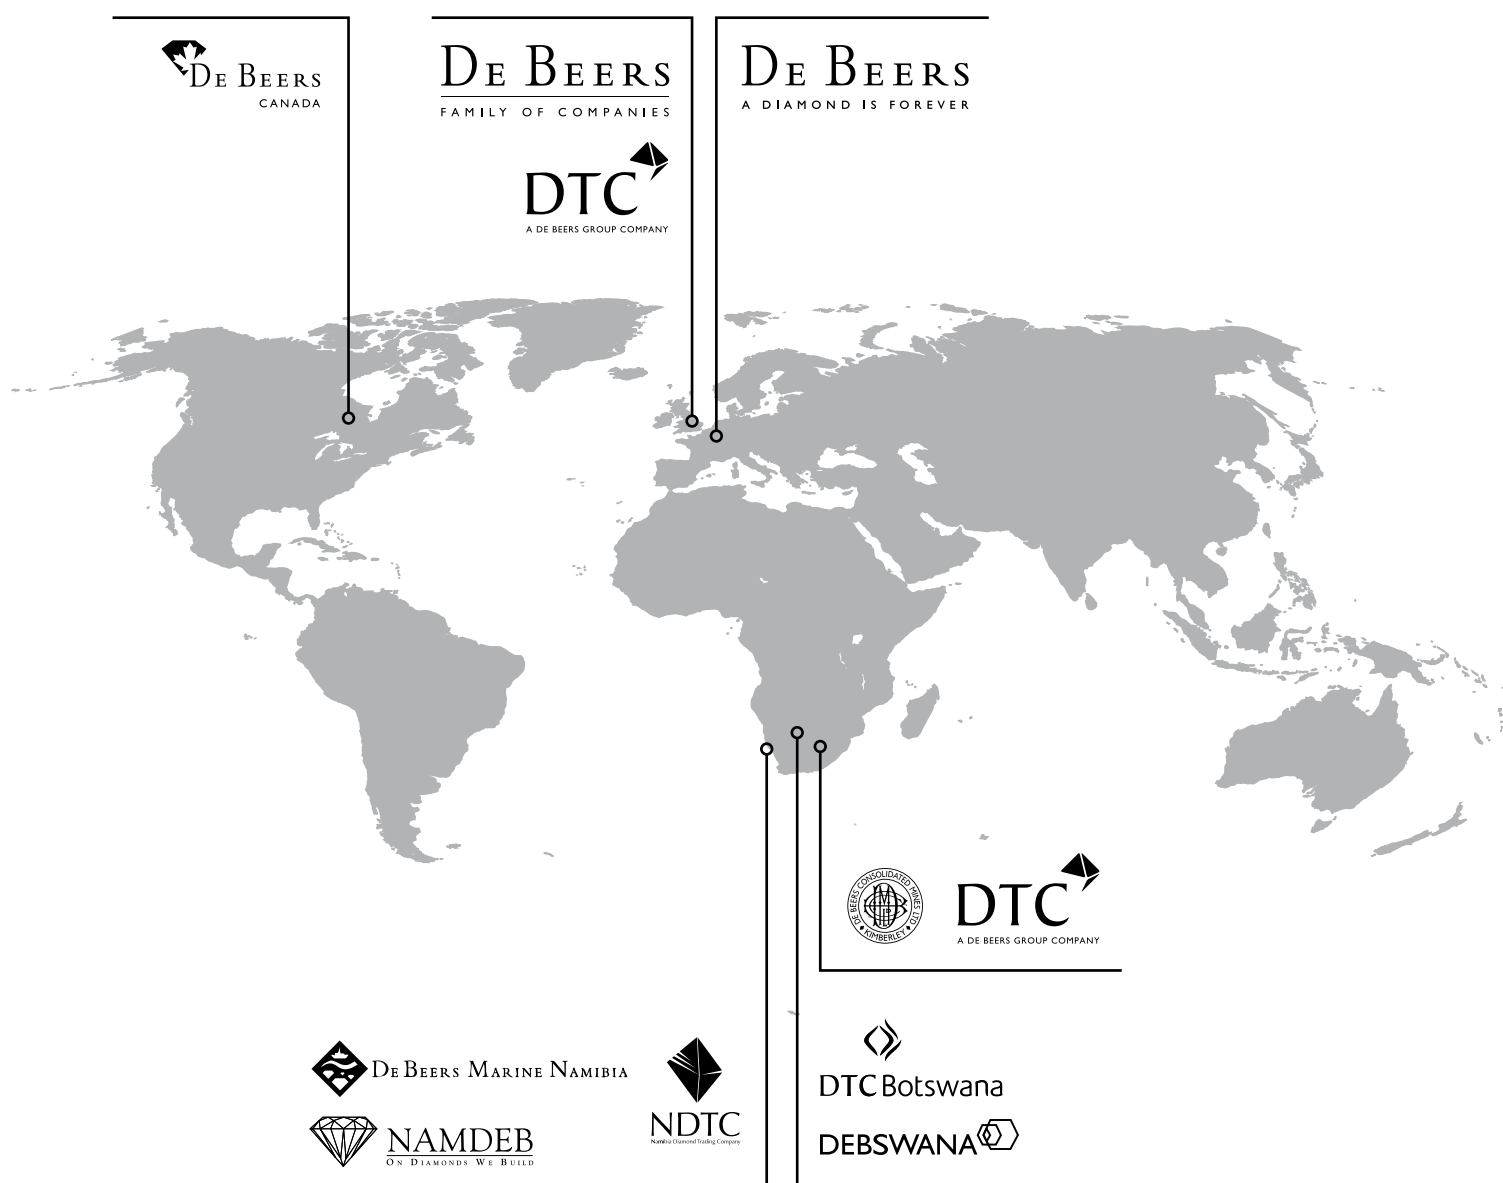 DE BEERS
CANADA
DE BEERS
FAMILY OF COMPANIES
DTC
A DE BEERS GROUP COMPANY
DE BEERS
A DIAMOND IS FOREVER
DE BEERS CONSOLIDATED MINES LTD
KIMBERLEY
DTC
A DE BEERS GROUP COMPANY
DE BEERS MARINE NAMIBIA
NAMDEB
ON DIAMONDS WE BUILD
NDTC
Namibia Diamond Trading Company
DTC Botswana
DEBSWANA